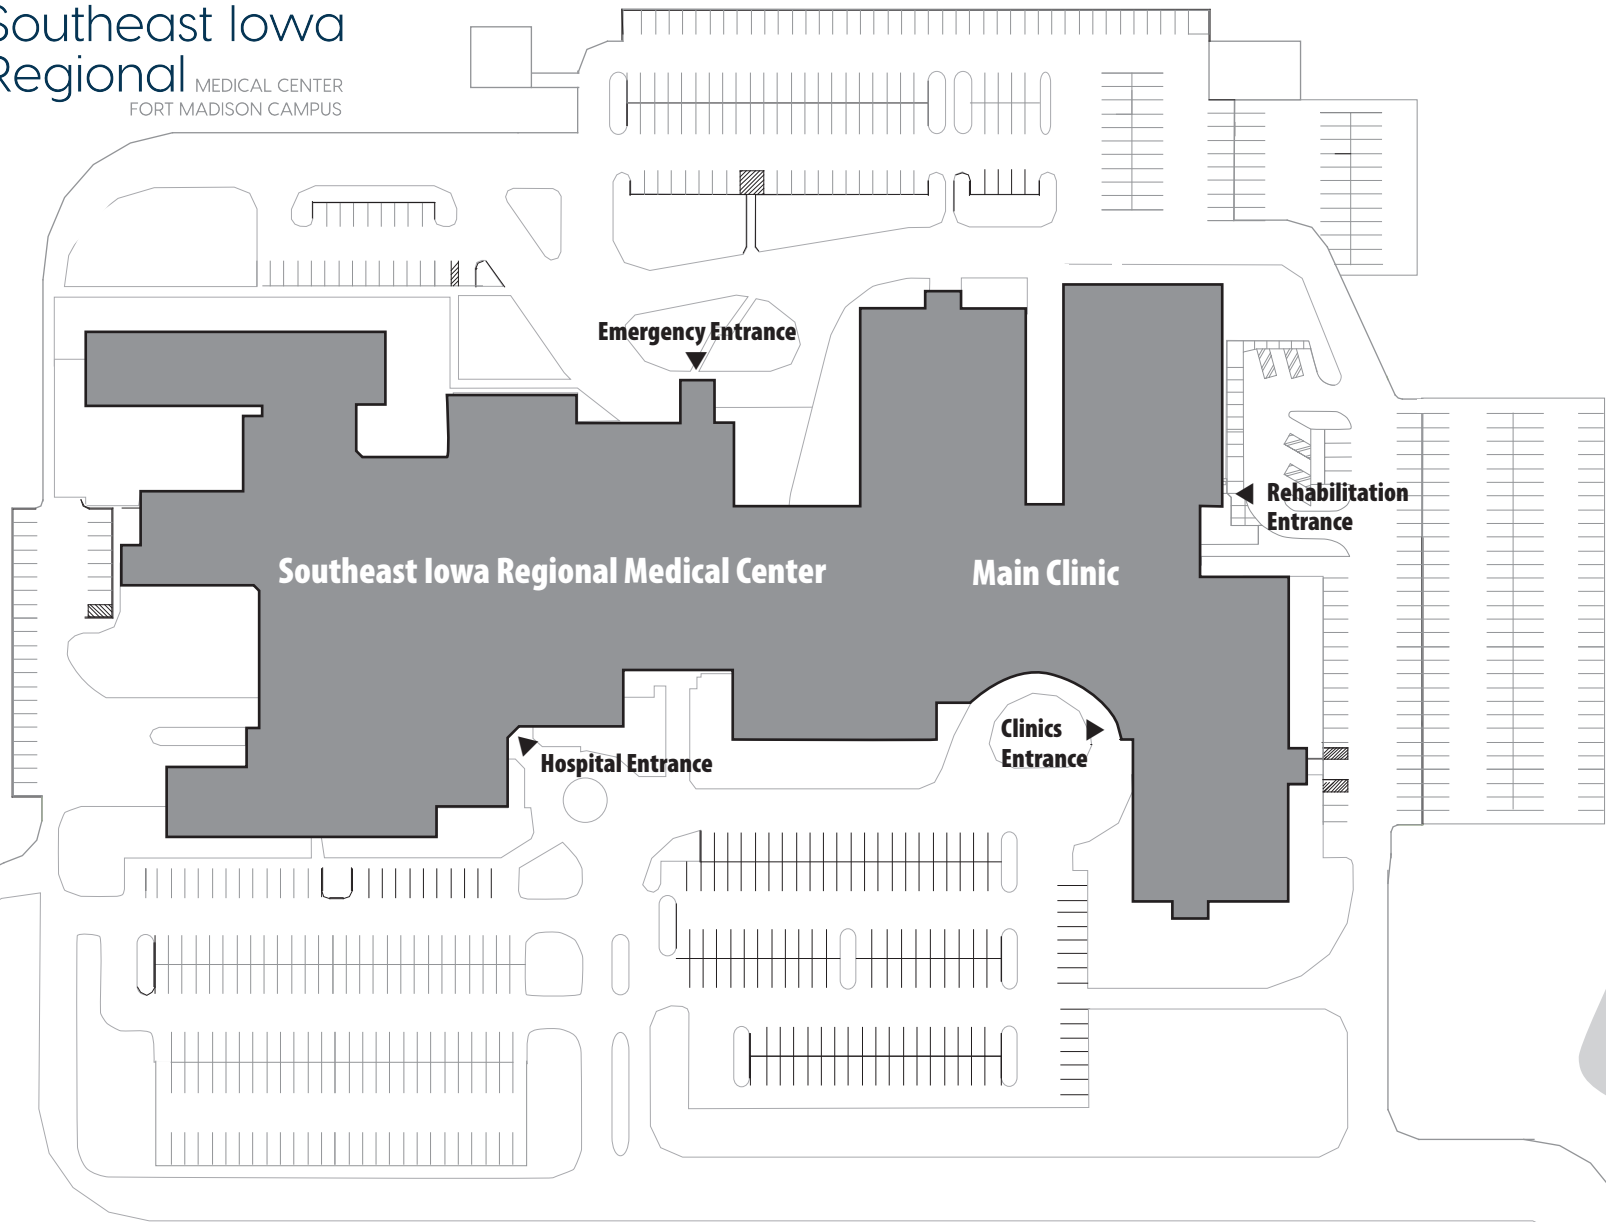 Southeast Iowa
Regional MEDICAL CENTER
FORT MADISON CAMPUS
Emergency Entrance
Rehabilitation
Entrance
Southeast Iowa Regional Medical Center
Main Clinic
Clinics
Entrance
Hospital Entrance